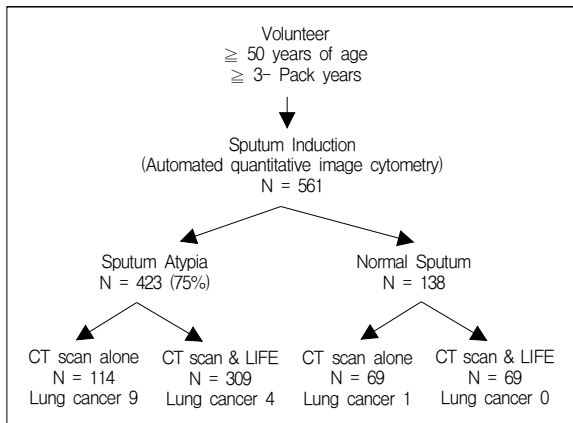 Volunteer
≧ 50 years of age
≧ 3- Pack years
Sputum Induction
(Automated quantitative image cytometry)
N = 561
Sputum Atypia
N = 423 (75%)
Normal Sputum
N = 138
CT scan alone
N = 114
Lung cancer 9
CT scan & LIFE
N = 309
Lung cancer 4
CT scan alone
N = 69
Lung cancer 1
CT scan & LIFE
N = 69
Lung cancer 0